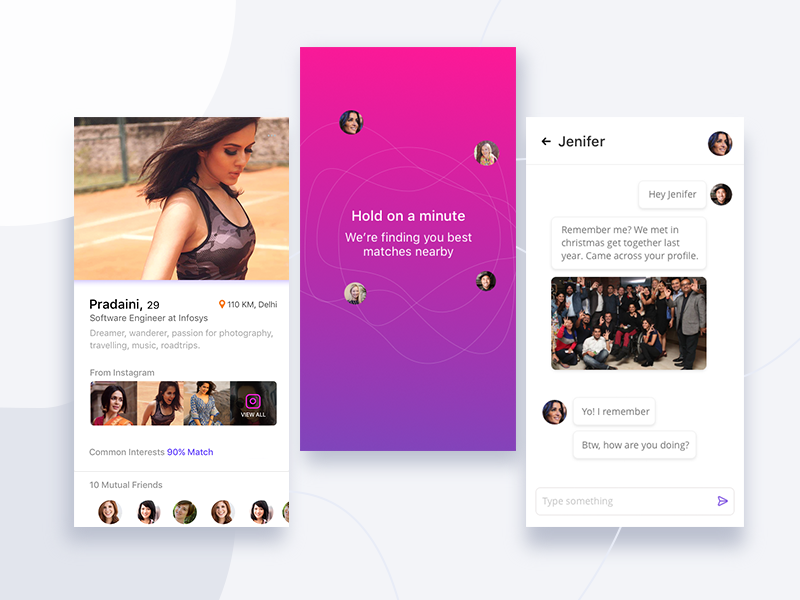 Pradaini, 29
110 KM, Delhi
Software Engineer at Infosys
Dreamer, wanderer, passion for photography,
travelling, music, roadtrips.
From Instagram
VIEW ALL
Common Interests 90% Match
10 Mutual Friends
Hold on a minute
We're finding you best
matches nearby
Jenifer
Hey Jenifer
Remember me? We met in
christmas get together last
year. Came across your profile.
Yo! I remember
Btw, how are you doing?
Type something